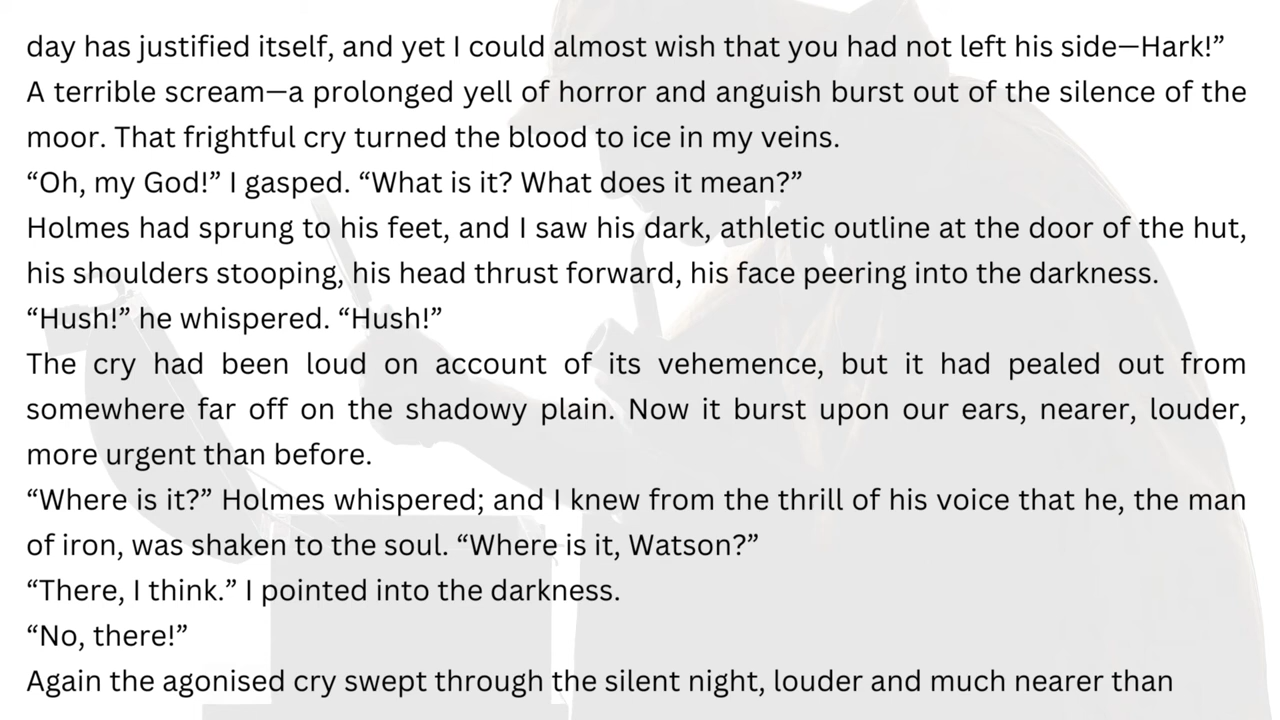 day has justified itself, and yet I could almost wish that you had not left his side—Hark!”
A terrible scream—a prolonged yell of horror and anguish burst out of the silence of the
moor. That frightful cry turned the blood to ice in my veins.
“Oh, my God!” I gasped. “What is it? What does it mean?”
Holmes had sprung to his feet, and I saw his dark, athletic outline at the door of the hut,
his shoulders stooping, his head thrust forward, his face peering into the darkness.
“Hush!” he whispered. “Hush!”
The cry had been loud on account of its vehemence, but it had pealed out from
somewhere far off on the shadowy plain. Now it burst upon our ears, nearer, louder,
more urgent than before.
“Where is it?” Holmes whispered; and I knew from the thrill of his voice that he, the man
of iron, was shaken to the soul. “Where is it, Watson?”
“There, I think.” I pointed into the darkness.
“No, there!”
Again the agonised cry swept through the silent night, louder and much nearer than